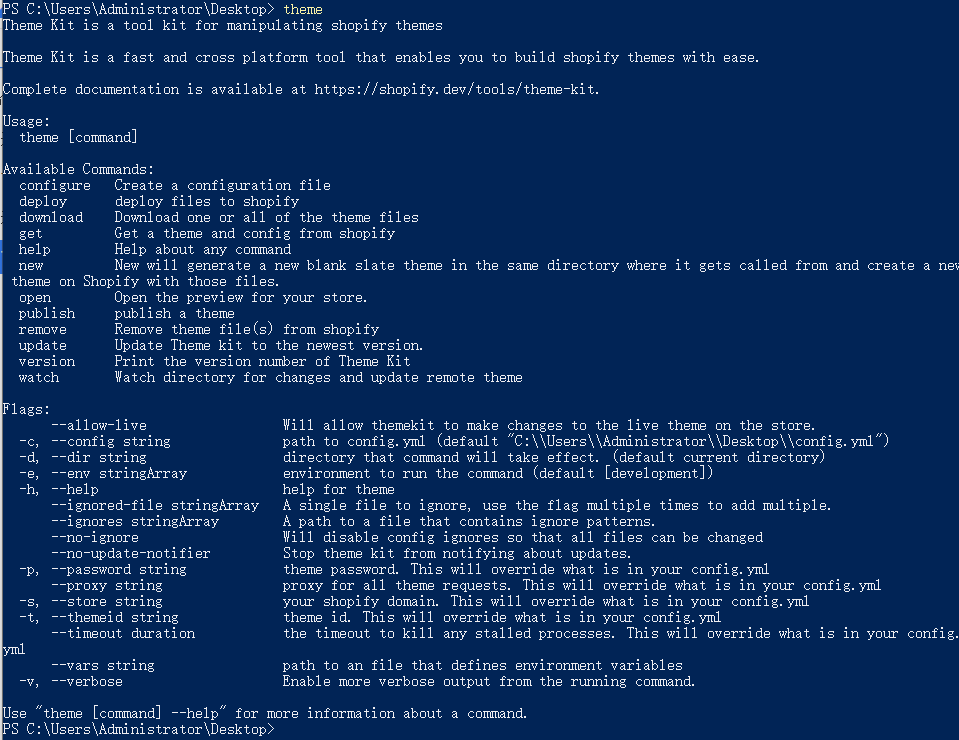 PS C:\Users\Administrator\Desktop> theme
Theme Kit is a tool kit for manipulating shopify themes
Theme Kit is a fast and cross platform tool that enables you to build shopify themes with ease.
Complete documentation is available at https://shopify.dev/tools/theme-kit.
Usage:
  theme [command]
Available Commands:
  configure   Create a configuration file
  deploy      deploy files to shopify
  download    Download one or all of the theme files
  get         Get a theme and config from shopify
  help        Help about any command
  new         New will generate a new blank slate theme in the same directory where it gets called from and create a new
 theme on Shopify with those files.
  open        Open the preview for your store.
  publish     publish a theme
  remove      Remove theme file(s) from shopify
  update      Update Theme kit to the newest version.
  version     Print the version number of Theme Kit
  watch       Watch directory for changes and update remote theme
Flags:
      --allow-live                 Will allow themekit to make changes to the live theme on the store.
  -c, --config string              path to config.yml (default "C:\\Users\\Administrator\\Desktop\\config.yml")
  -d, --dir string                 directory that command will take effect. (default current directory)
  -e, --env stringArray            environment to run the command (default [development])
  -h, --help                       help for theme
      --ignored-file stringArray   A single file to ignore, use the flag multiple times to add multiple.
      --ignores stringArray        A path to a file that contains ignore patterns.
      --no-ignore                  Will disable config ignores so that all files can be changed
      --no-update-notifier         Stop theme kit from notifying about updates.
  -p, --password string            theme password. This will override what is in your config.yml
      --proxy string               proxy for all theme requests. This will override what is in your config.yml
  -s, --store string               your shopify domain. This will override what is in your config.yml
  -t, --themeid string             theme id. This will override what is in your config.yml
      --timeout duration           the timeout to kill any stalled processes. This will override what is in your config.
yml
      --vars string                path to an file that defines environment variables
  -v, --verbose                    Enable more verbose output from the running command.
Use "theme [command] --help" for more information about a command.
PS C:\Users\Administrator\Desktop>